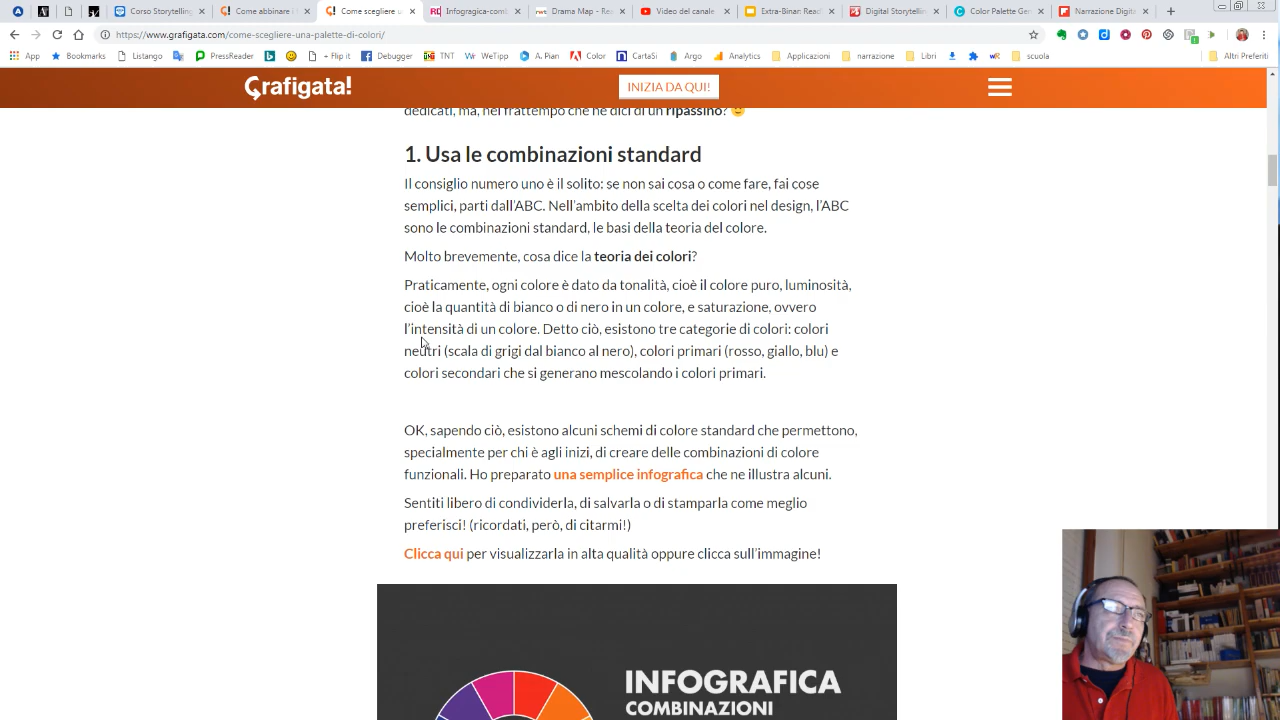 Corso Storytelling
Come abbinare i
Come scegliere u
Infogragica-comb
Drama Map - Rea
Video del canale
Extra-Binar: Reac
Digital Storytellin
Color Palette Gen
Narrazione Digita
https://www.grafigata.com/come-scegliere-una-palette-di-colori/
App Bookmarks Listango PressReader + Flip it Debugger TNT WeTipp A. Pian Color CartaSi Argo Analytics Applicazioni narrazione Libri wR scuola Altri Preferiti
Grafigata!
INIZIA DA QUI!
dedicati, ma, nel frattempo che ne dici di un ripassino?
1. Usa le combinazioni standard
Il consiglio numero uno è il solito: se non sai cosa o come fare, fai cose
semplici, parti dall'ABC. Nell'ambito della scelta dei colori nel design, l'ABC
sono le combinazioni standard, le basi della teoria del colore.
Molto brevemente, cosa dice la teoria dei colori?
Praticamente, ogni colore è dato da tonalità, cioè il colore puro, luminosità,
cioè la quantità di bianco o di nero in un colore, e saturazione, ovvero
l'intensità di un colore. Detto ciò, esistono tre categorie di colori: colori
neutri (scala di grigi dal bianco al nero), colori primari (rosso, giallo, blu) e
colori secondari che si generano mescolando i colori primari.
OK, sapendo ciò, esistono alcuni schemi di colore standard che permettono,
specialmente per chi è agli inizi, di creare delle combinazioni di colore
funzionali. Ho preparato una semplice infografica che ne illustra alcuni.
Sentiti libero di condividerla, di salvarla o di stamparla come meglio
preferisci! (ricordati, però, di citarmi!)
Clicca qui per visualizzarla in alta qualità oppure clicca sull'immagine!
INFOGRAFICA
COMBINAZIONI